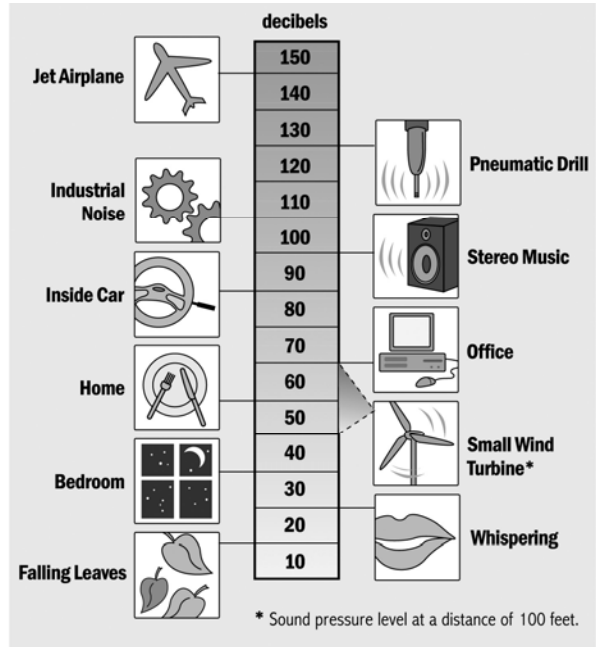 decibels
Jet Airplane
150
140
130
120
Pneumatic Drill
Industrial
Noise
110
100
Stereo Music
Inside Car
90
80
70
Office
Home
60
50
Small Wind
Turbine*
40
Bedroom
30
20
Whispering
10
Falling Leaves
* Sound pressure level at a distance of 100 feet.